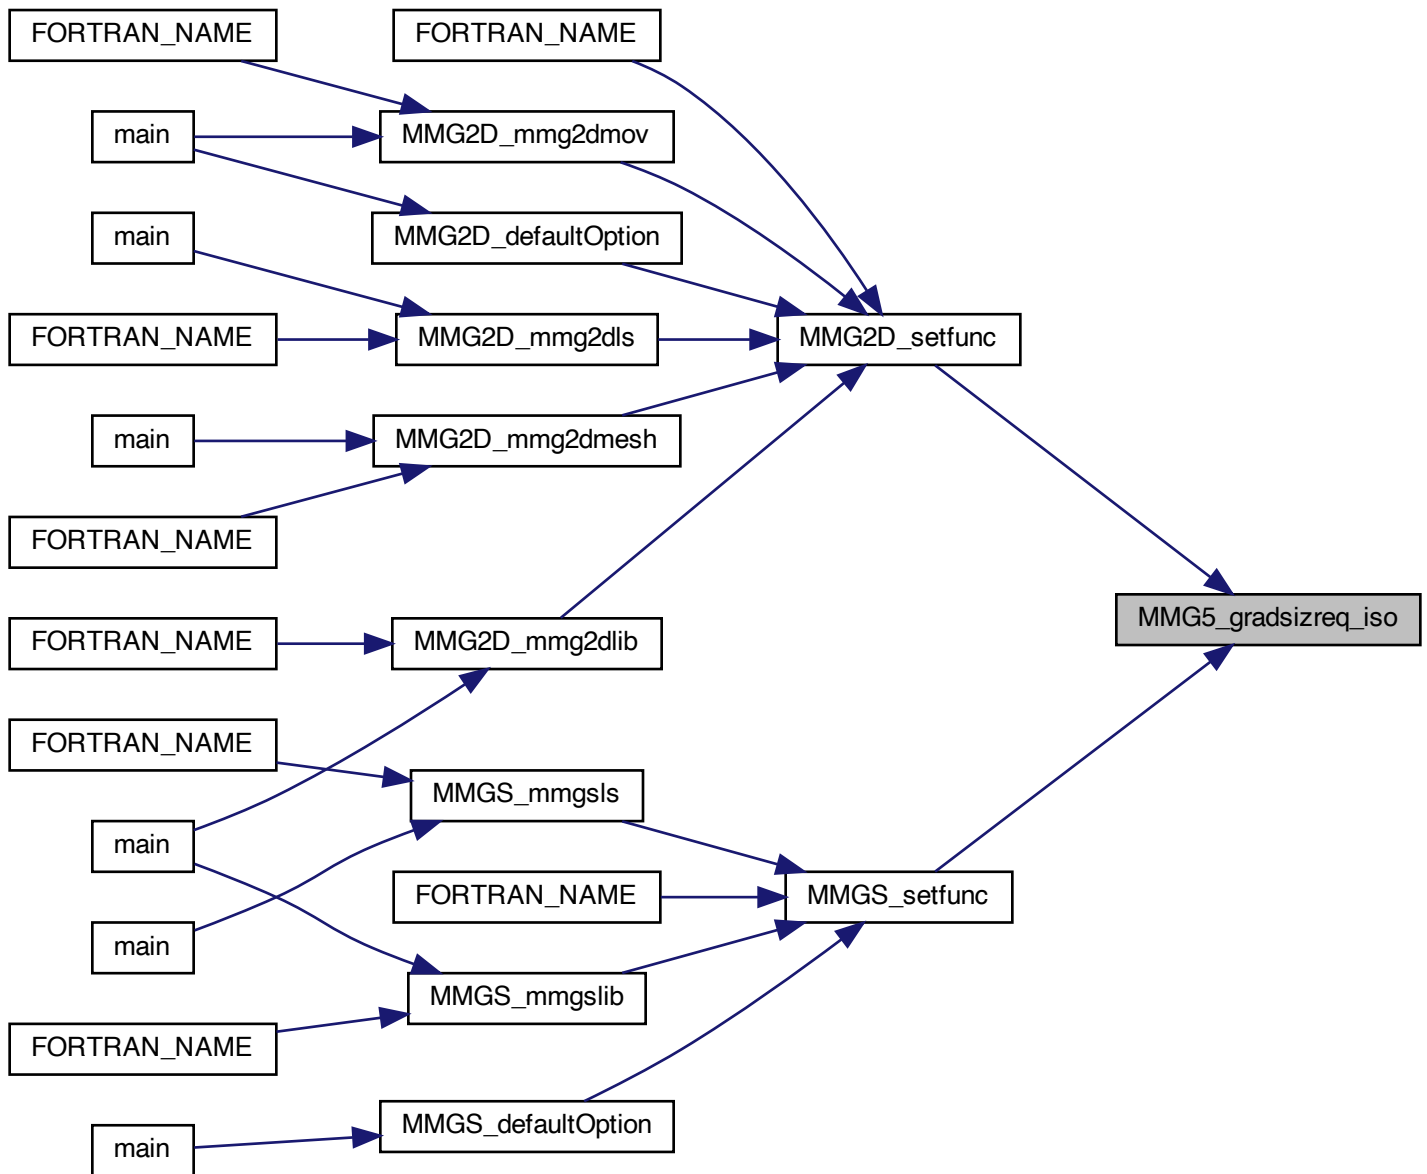 FORTRAN_NAME
FORTRAN_NAME
main
MMG2D_mmg2dmov
main
MMG2D_defaultOption
FORTRAN_NAME
MMG2D_mmg2dls
MMG2D_setfunc
main
MMG2D_mmg2dmesh
FORTRAN_NAME
MMG5_gradsizreq_iso
FORTRAN_NAME
MMG2D_mmg2dlib
FORTRAN_NAME
MMGS_mmgsls
main
FORTRAN_NAME
MMGS_setfunc
main
MMGS_mmgslib
FORTRAN_NAME
MMGS_defaultOption
main